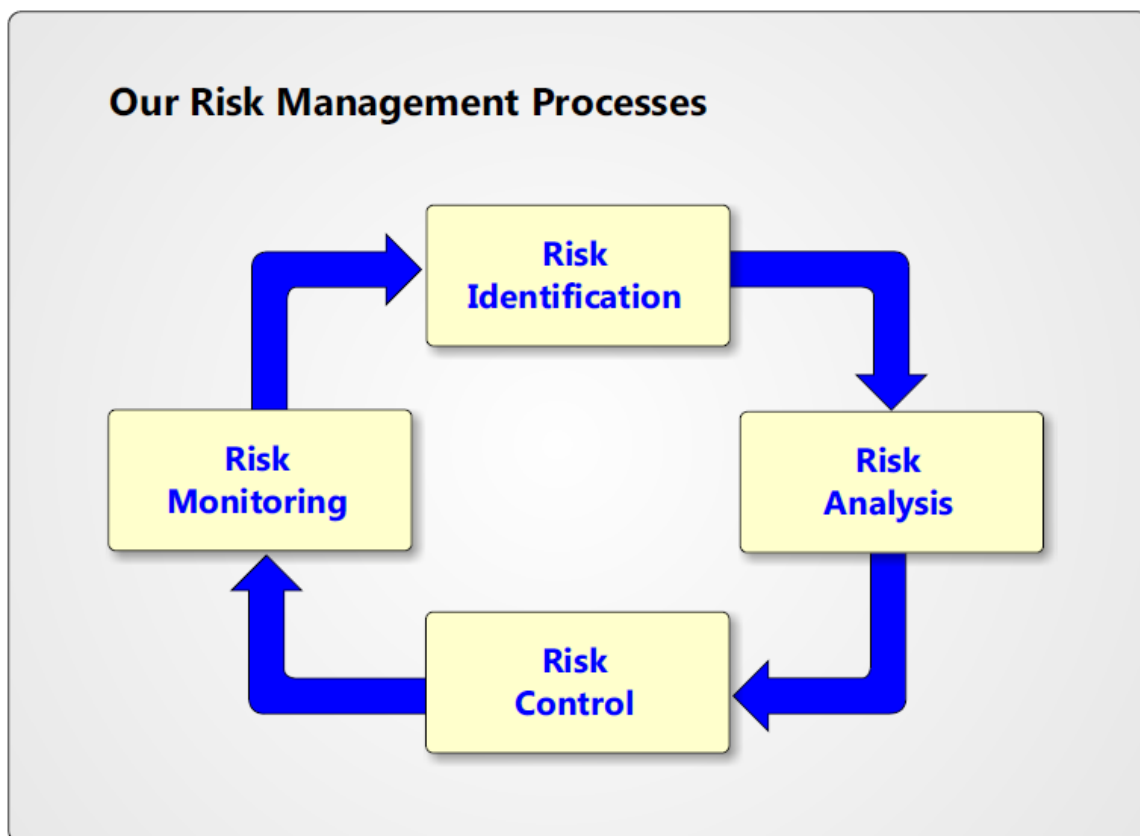 Our Risk Management Processes
Risk
Identification
Risk
Monitoring
Risk
Analysis
Risk
Control